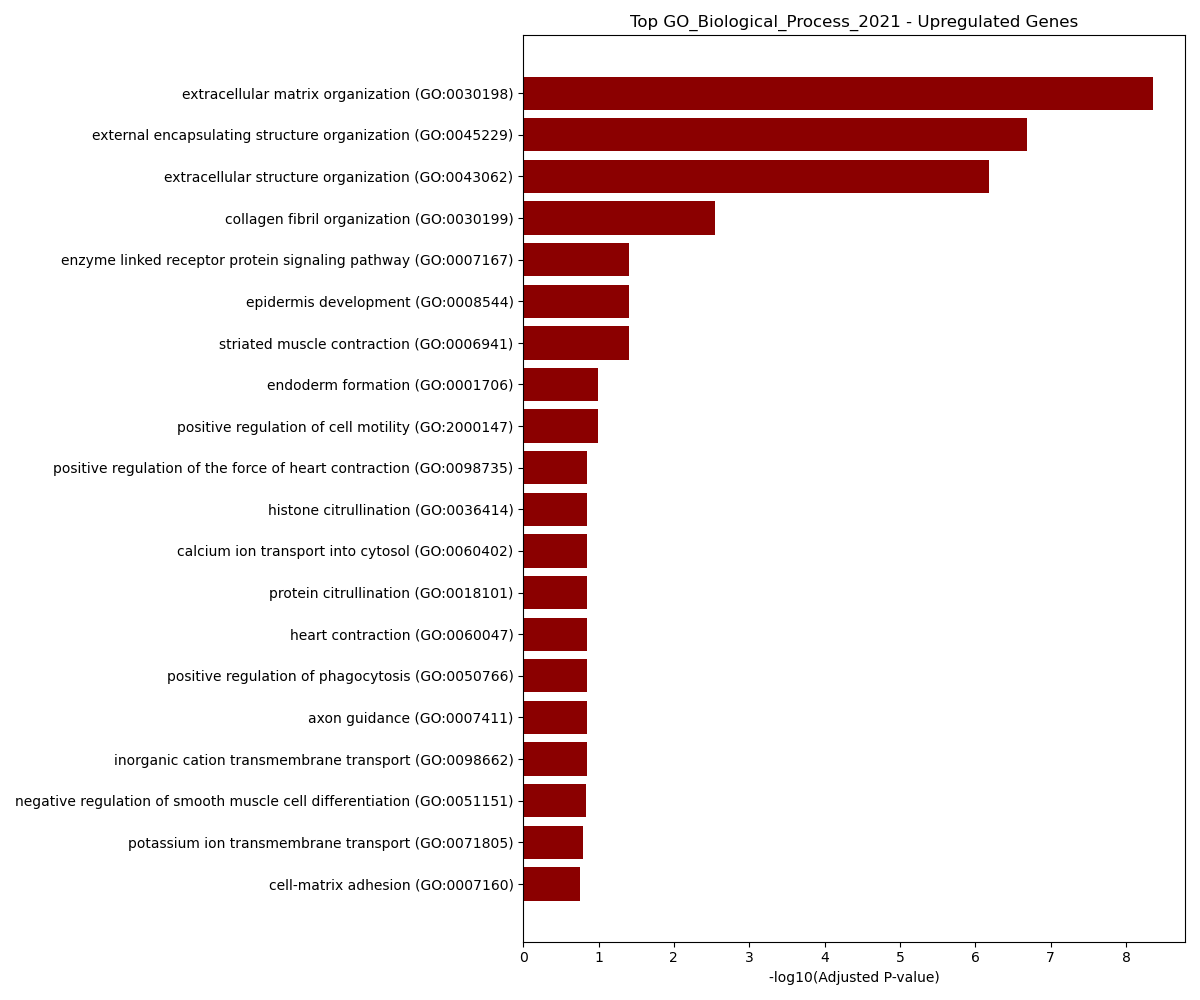 Top GO_Biological_Process_2021 - Upregulated Genes
extracellular matrix organization (GO:0030198)
external encapsulating structure organization (GO:0045229)
extracellular structure organization (GO:0043062)
collagen fibril organization (GO:0030199)
enzyme linked receptor protein signaling pathway (GO:0007167)
epidermis development (GO:0008544)
striated muscle contraction (GO:0006941)
endoderm formation (GO:0001706)
positive regulation of cell motility (GO:2000147)
positive regulation of the force of heart contraction (GO:0098735)
histone citrullination (GO:0036414)
calcium ion transport into cytosol (GO:0060402)
protein citrullination (GO:0018101)
heart contraction (GO:0060047)
positive regulation of phagocytosis (GO:0050766)
axon guidance (GO:0007411)
inorganic cation transmembrane transport (GO:0098662)
negative regulation of smooth muscle cell differentiation (GO:0051151)
potassium ion transmembrane transport (GO:0071805)
cell-matrix adhesion (GO:0007160)
0 1 2 3 4 5 6 7 8
-log10(Adjusted P-value)